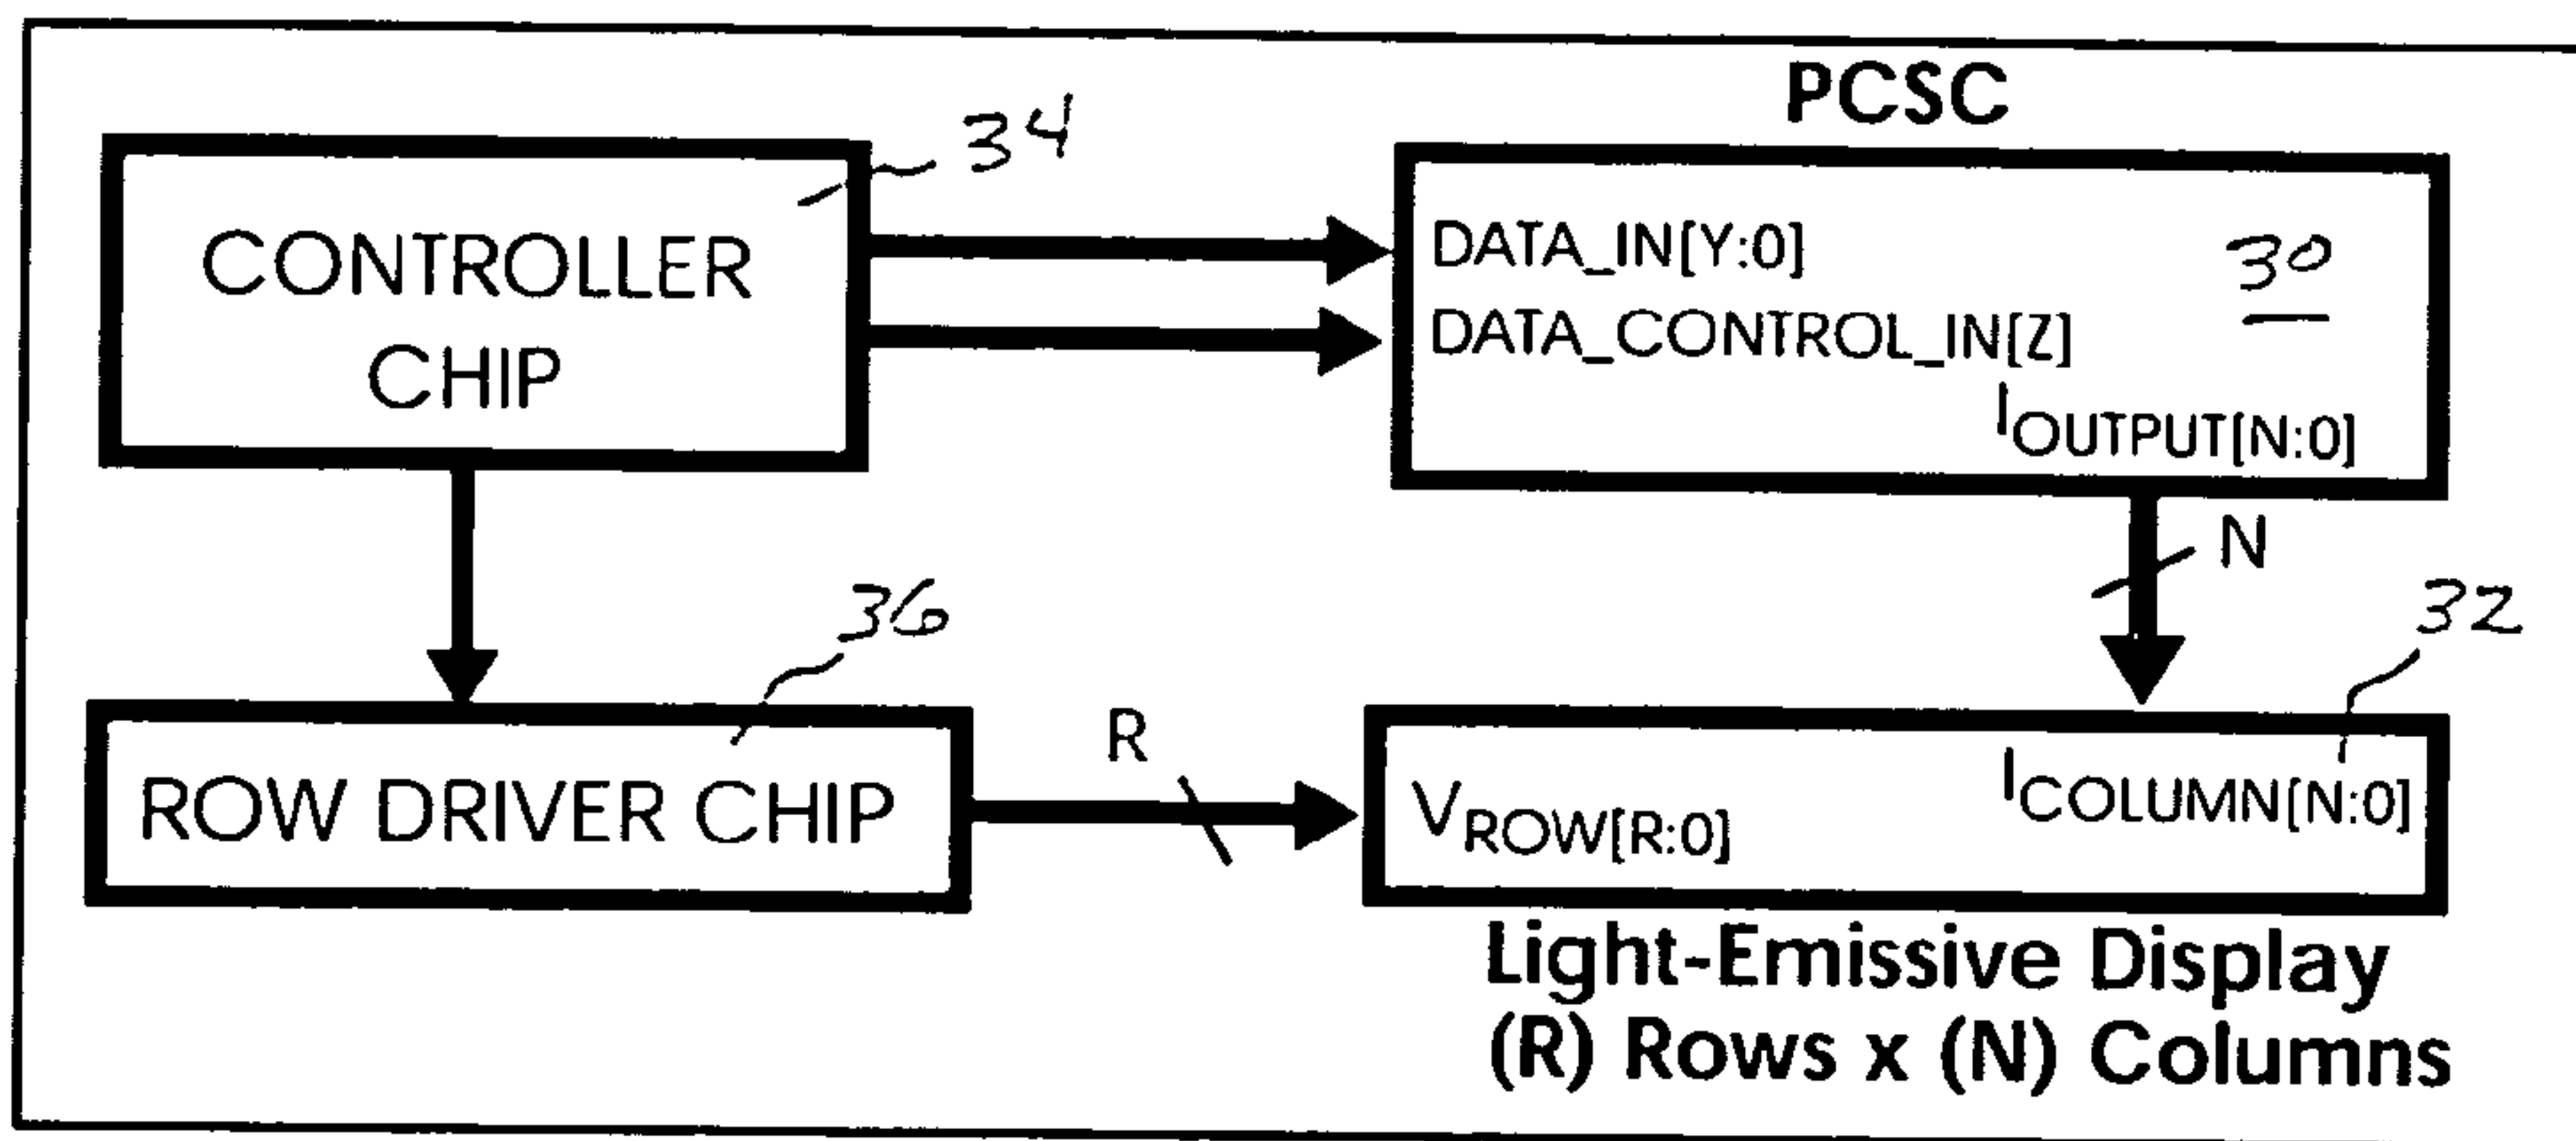 PCSC
34
CONTROLLER
CHIP
DATA_IN[Y:0]
30
DATA_CONTROL_IN[Z]
IOUTPUT[N:0]
N
36
32
R
ROW DRIVER CHIP
VROW[R:0]
ICOLUMN[N:0]
Light-Emissive Display
(R) Rows x (N) Columns